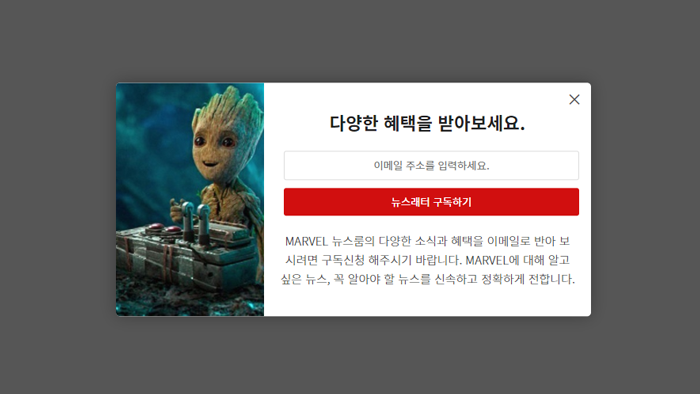 다양한 혜택을 받아보세요.
이메일 주소를 입력하세요.
뉴스래터 구독하기
MARVEL 뉴스룸의 다양한 소식과 혜택을 이메일로 반아 보
시려면 구독신청 해주시기 바랍니다. MARVEL에 대해 알고
싶은 뉴스, 꼭 알아야 할 뉴스를 신속하고 정확하게 전합니다.